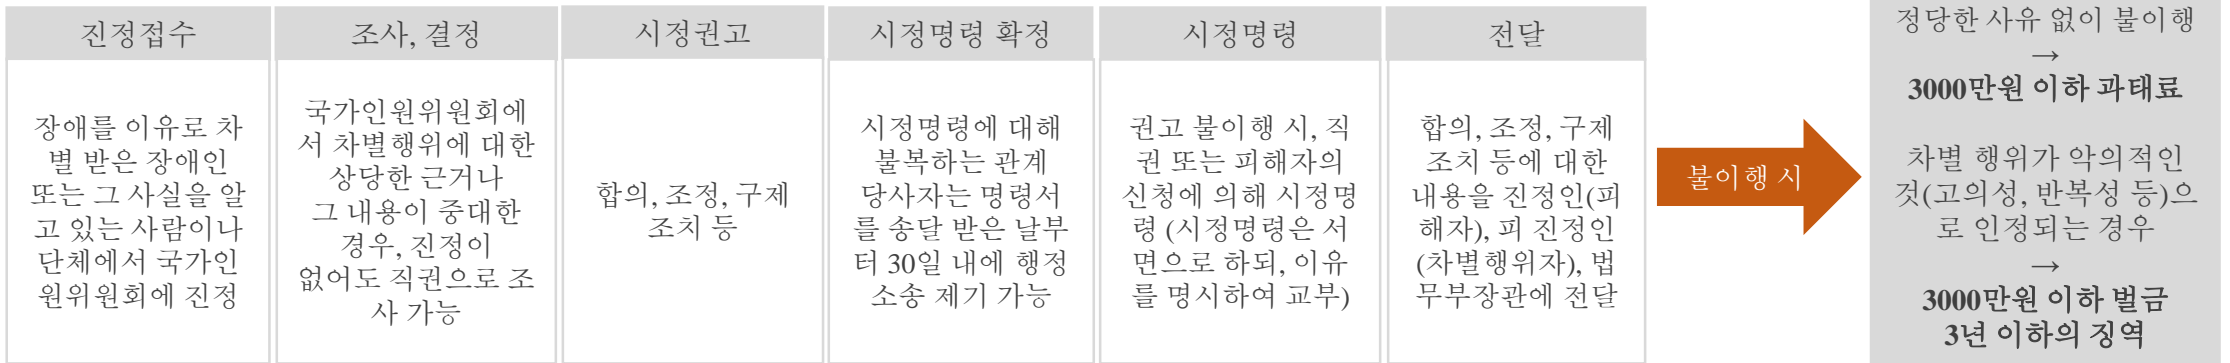 진정접수
장애를 이유로 차
별 받은 장애인
또는 그 사실을 알
고 있는 사람이나
단체에서 국가인
원위원회에 진정
조사, 결정
국가인원위원회에
서 차별행위에 대한
상당한 근거나
그 내용이 중대한
경우, 진정이
없어도 직권으로 조
사 가능
시정권고
합의, 조정, 구제
조치 등
시정명령 확정
시정명령에 대해
불복하는 관계
당사자는 명령서
를 송달 받은 날부
터 30일 내에 행정
소송 제기 가능
시정명령
권고 불이행 시, 직
권 또는 피해자의
신청에 의해 시정명
령 (시정명령은 서
면으로 하되, 이유
를 명시하여 교부)
전달
합의, 조정, 구제
조치 등에 대한
내용을 진정인(피
해자), 피 진정인
(차별행위자), 법
무부장관에 전달
불이행 시
정당한 사유 없이 불이행
→
3000만원 이하 과태료
차별 행위가 악의적인
것(고의성, 반복성 등)으
로 인정되는 경우
→
3000만원 이하 벌금
3년 이하의 징역